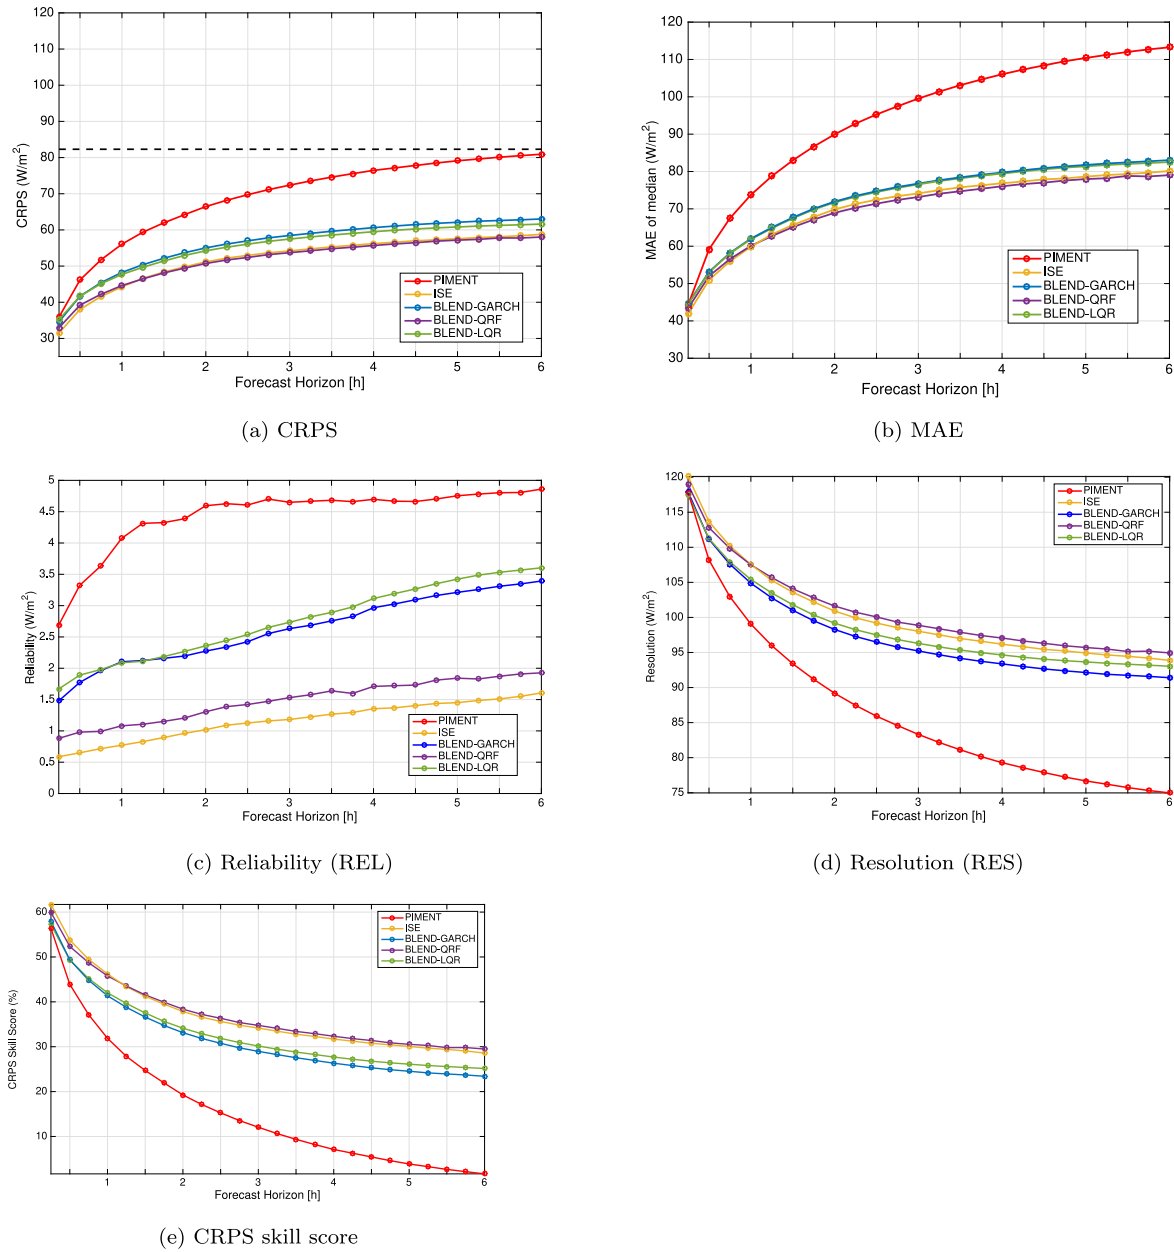 120
110
100
90
80
70
60
50
40
30
CRPS (W/m²)
PIMENT
ISE
BLEND-GARCH
BLEND-QRF
BLEND-LQR
1 2 3 4 5 6
Forecast Horizon [h]
(a) CRPS
120
110
100
90
80
70
60
50
40
30
MAE of median (W/m²)
PIMENT
ISE
BLEND-GARCH
BLEND-QRF
BLEND-LQR
1 2 3 4 5 6
Forecast Horizon [h]
(b) MAE
5
4.5
4
3.5
3
2.5
2
1.5
1
0.5
0
Reliability (W/m²)
PIMENT
ISE
BLEND-GARCH
BLEND-QRF
BLEND-LQR
1 2 3 4 5 6
Forecast Horizon [h]
(c) Reliability (REL)
120
115
110
105
100
95
90
85
80
75
Resolution (W/m²)
PIMENT
ISE
BLEND-GARCH
BLEND-QRF
BLEND-LQR
1 2 3 4 5 6
Forecast Horizon [h]
(d) Resolution (RES)
60
50
40
30
20
10
CRPS Skill Score (%)
PIMENT
ISE
BLEND-GARCH
BLEND-QRF
BLEND-LQR
1 2 3 4 5 6
Forecast Horizon [h]
(e) CRPS skill score